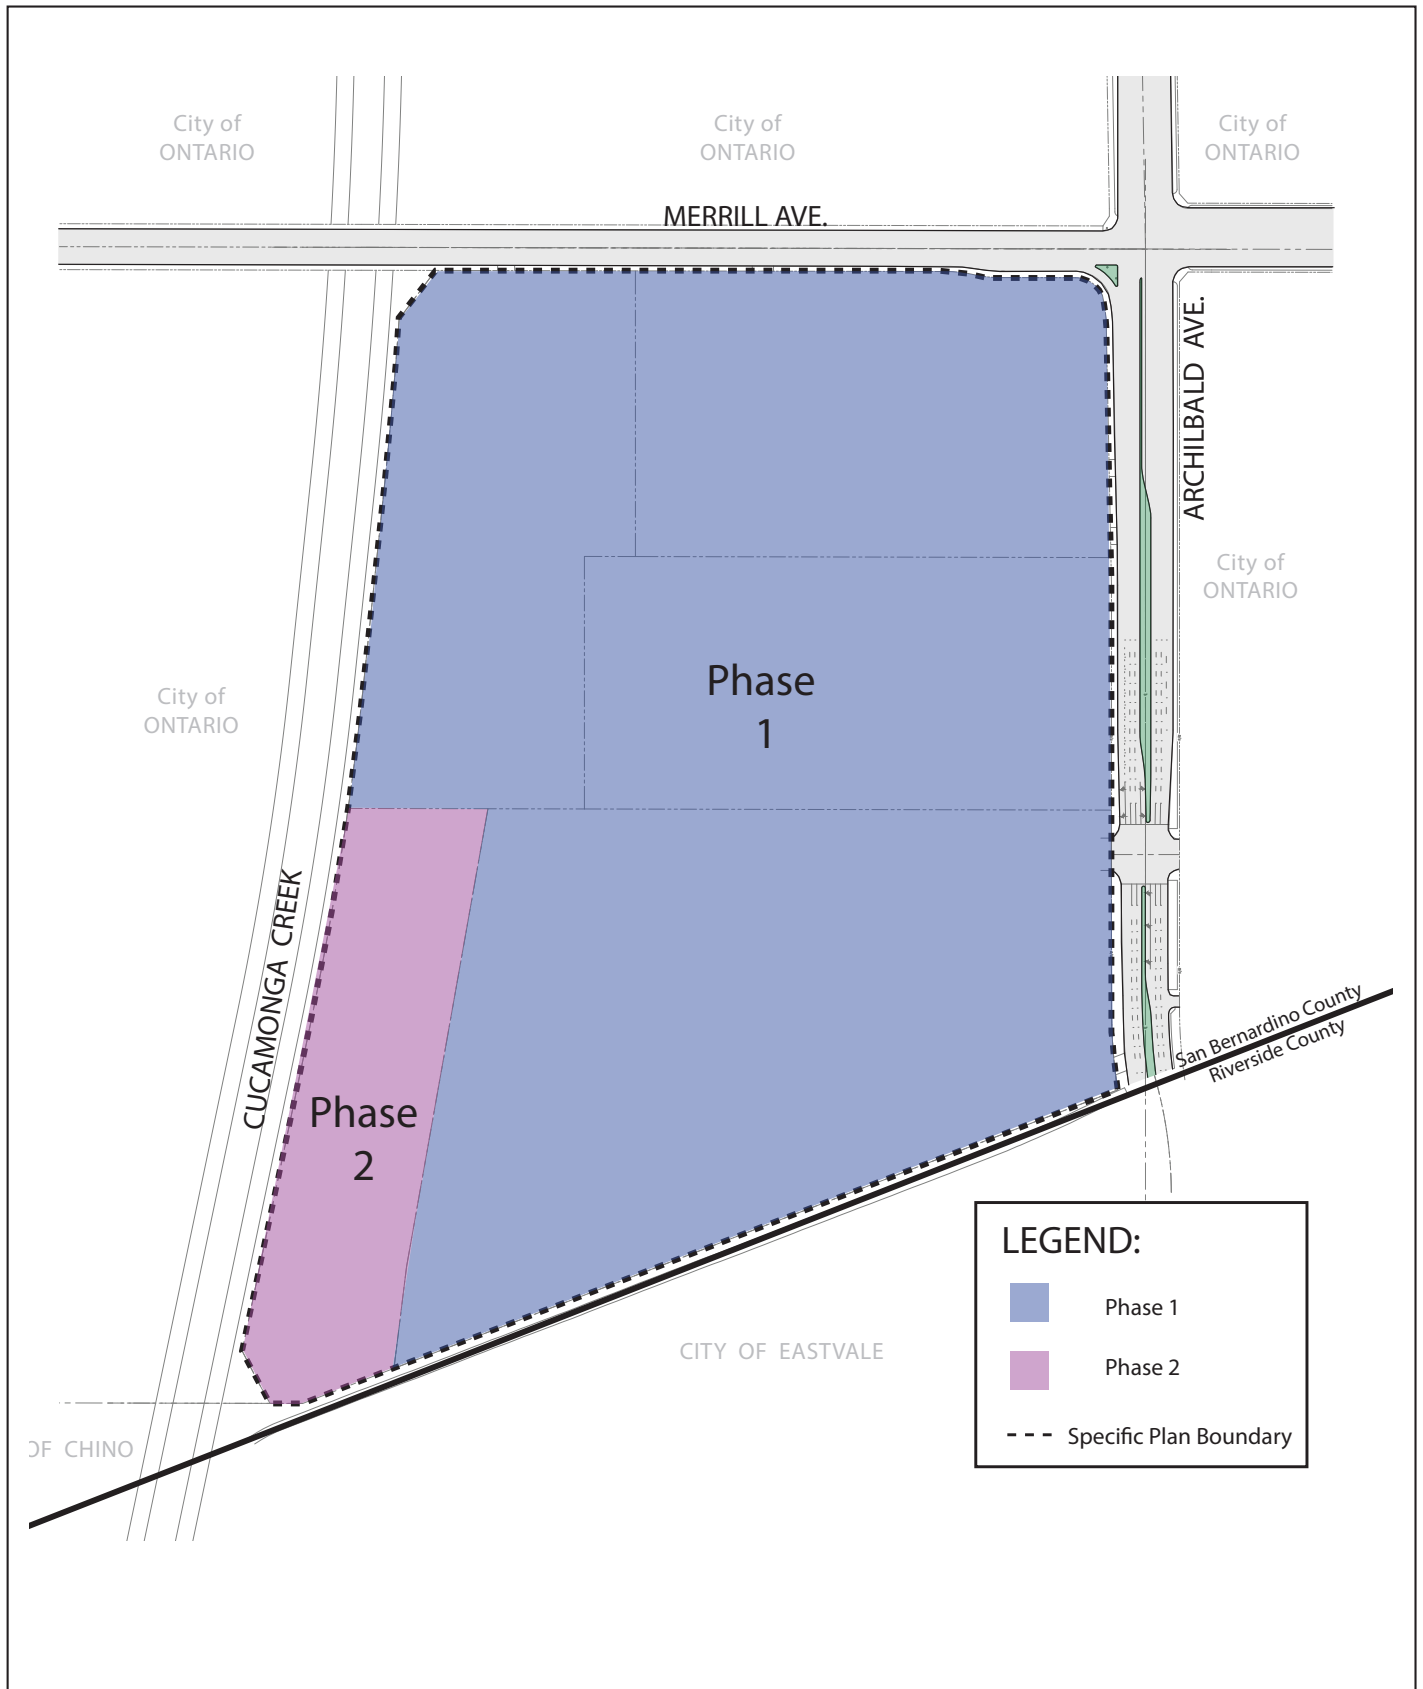 City of
ONTARIO
City of
ONTARIO
City of
ONTARIO
MERRILL AVE.
ARCHILBALD AVE.
City of
ONTARIO
Phase
1
City of
ONTARIO
CUCAMONGA CREEK
San Bernardino County
Riverside County
Phase
2
LEGEND:
Phase 1
Phase 2
Specific Plan Boundary
CITY OF EASTVALE
OF CHINO